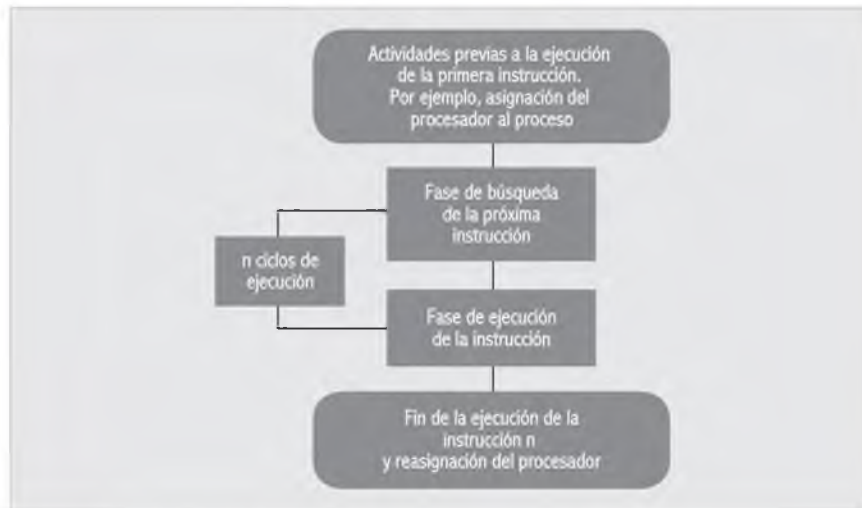 Actividades previas a la ejecución
de la primera instrucción.
Por ejemplo, asignación del
procesador al proceso
Fase de búsqueda
de la próxima
instrucción
n ciclos de
ejecución
Fase de ejecución
de la instrucción
Fin de la ejecución de la
instrucción n
y reasignación del procesador